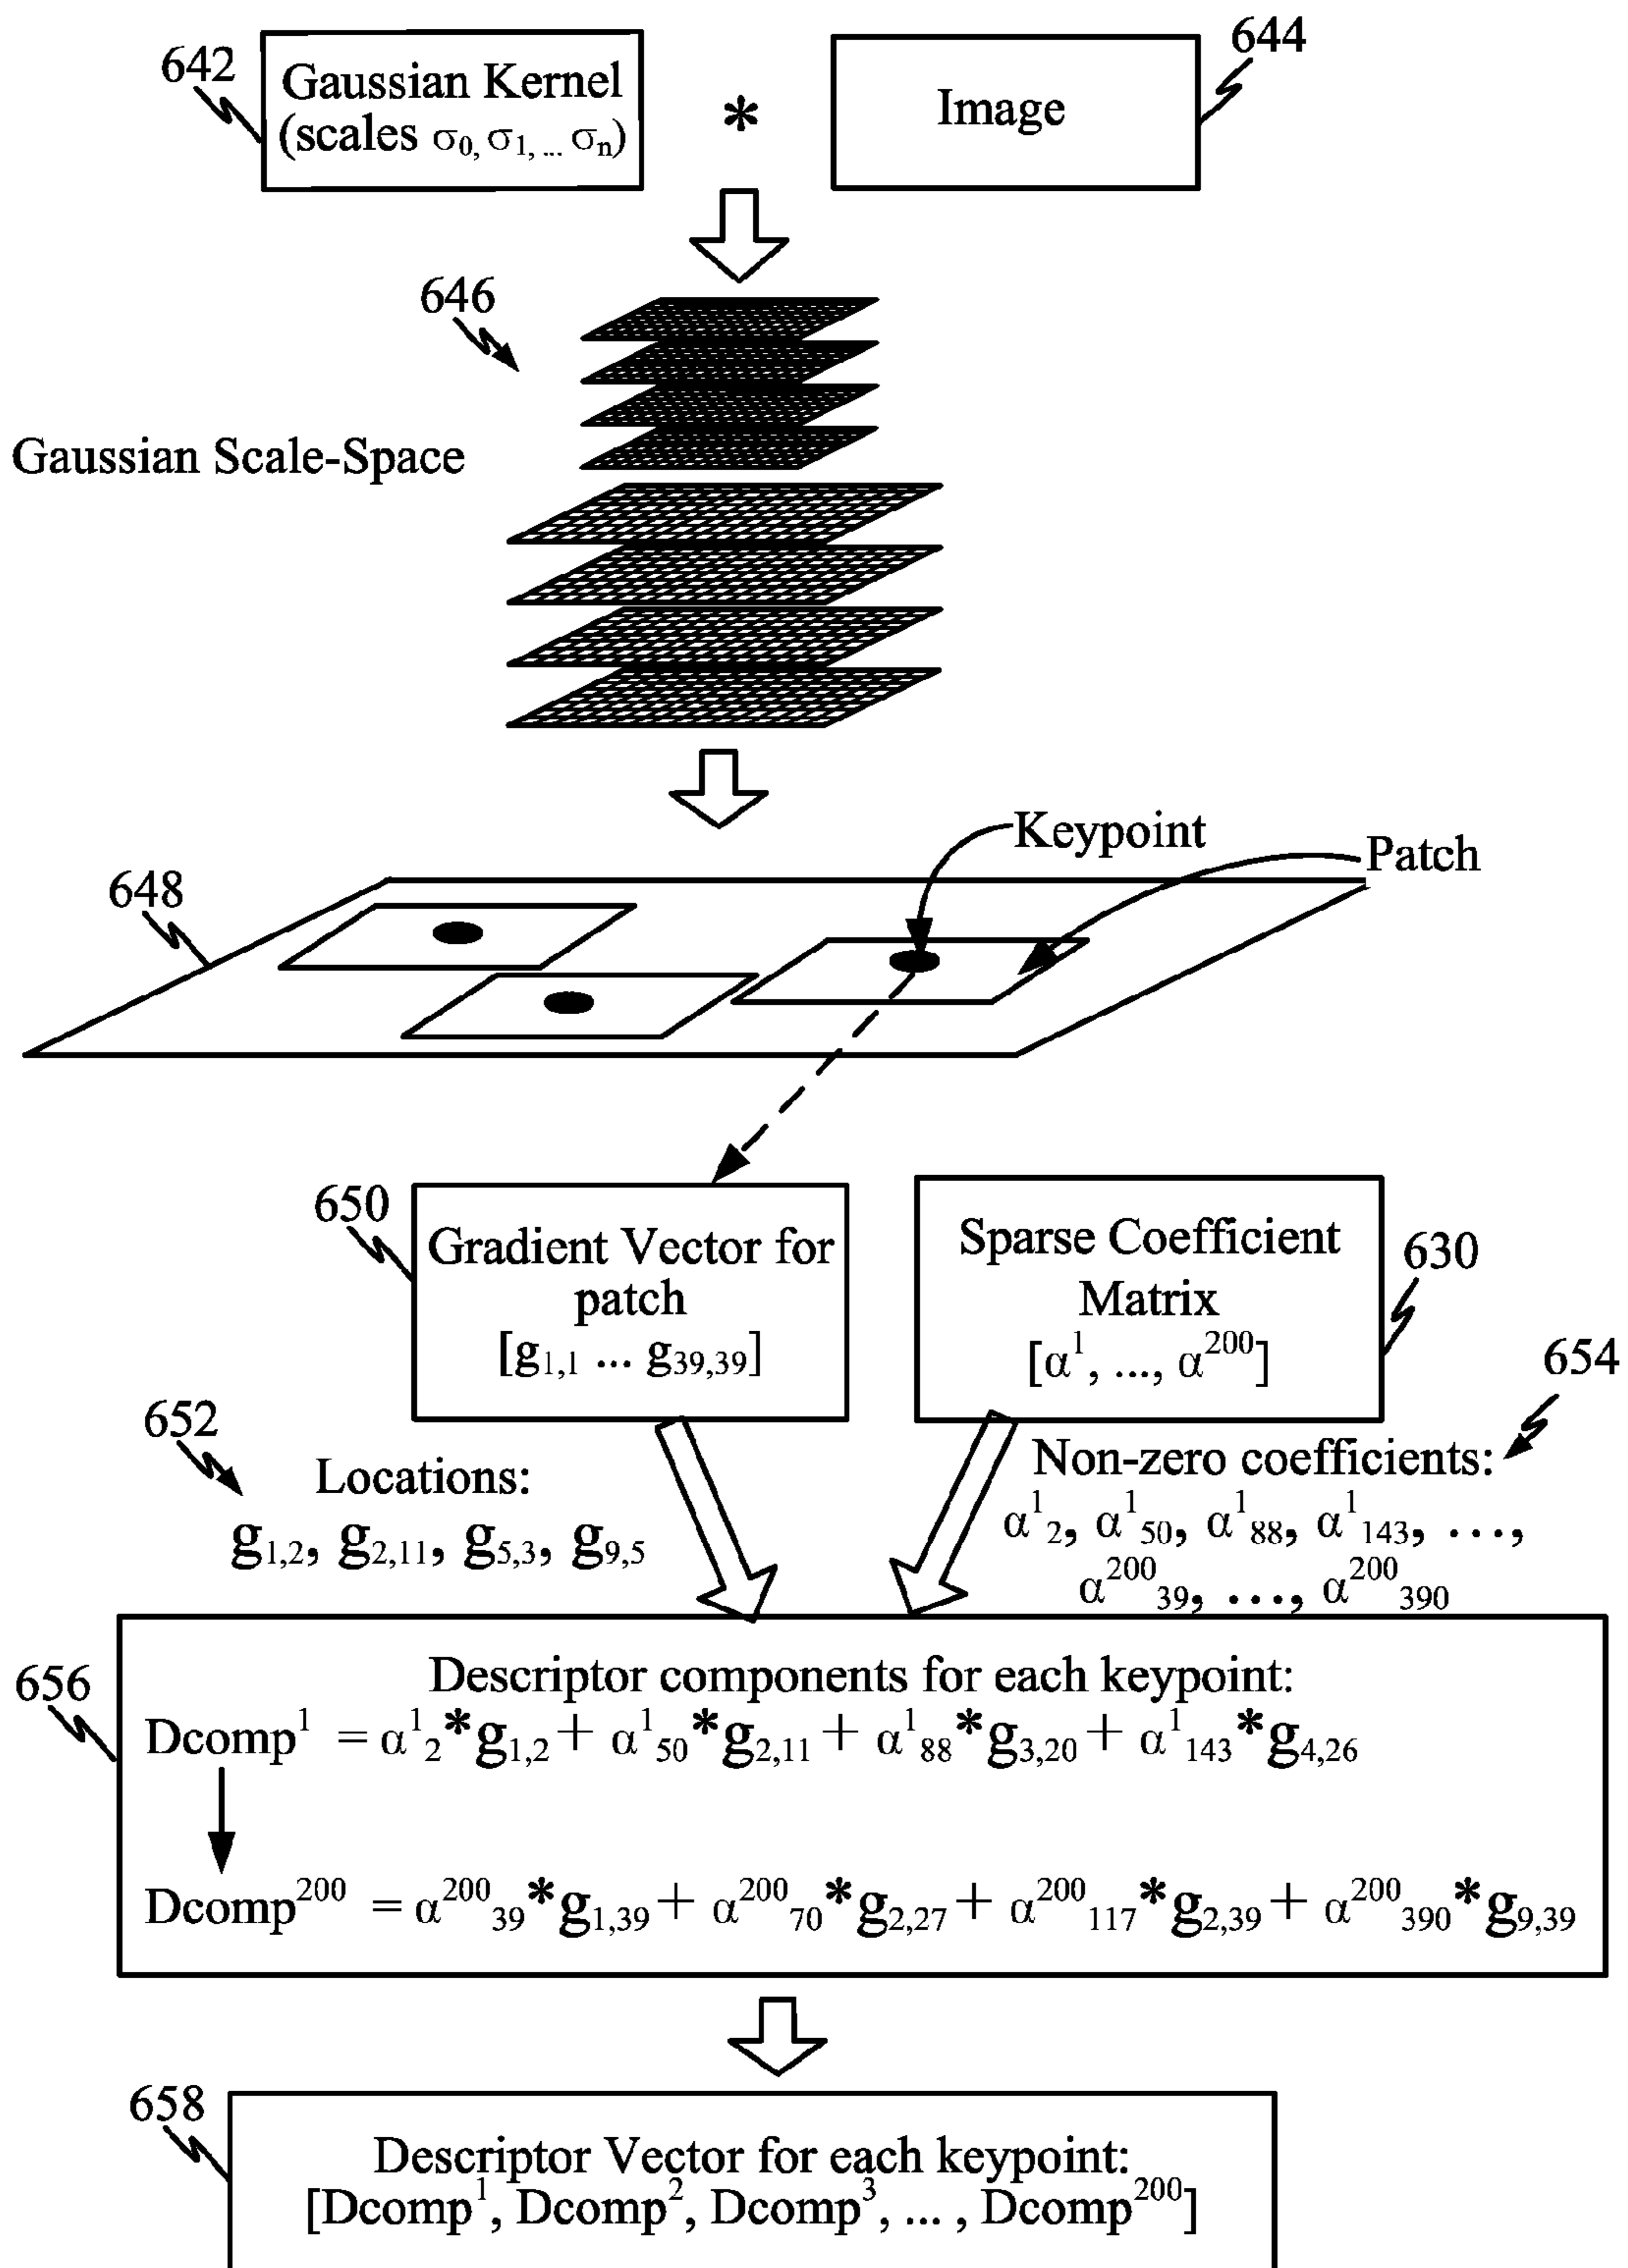 642
Gaussian Kernel
(scales σ₀, σ₁, ... σₙ)
*
Image
644
646
Gaussian Scale-Space
Keypoint
Patch
648
650
Gradient Vector for
patch
[g₁,₁ ... g₃₉,₃₉]
Sparse Coefficient
Matrix
[α¹, ..., α²⁰⁰]
630
654
652
Locations:
g₁,₂, g₂,₁₁, g₅,₃, g₉,₅
Non-zero coefficients:
α¹₂, α¹₅₀, α¹₈₈, α¹₁₄₃, ...,
α²⁰⁰₃₉, ..., α²⁰⁰₃₉₀
656
Descriptor components for each keypoint:
Dcomp¹ = α¹₂*g₁,₂ + α¹₅₀*g₂,₁₁ + α¹₈₈*g₃,₂₀ + α¹₁₄₃*g₄,₂₆
Dcomp²⁰⁰ = α²⁰⁰₃₉*g₁,₃₉ + α²⁰⁰₇₀*g₂,₂₇ + α²⁰⁰₁₁₇*g₂,₃₉ + α²⁰⁰₃₉₀*g₉,₃₉
658
Descriptor Vector for each keypoint:
[Dcomp¹, Dcomp², Dcomp³, ... , Dcomp²⁰⁰]